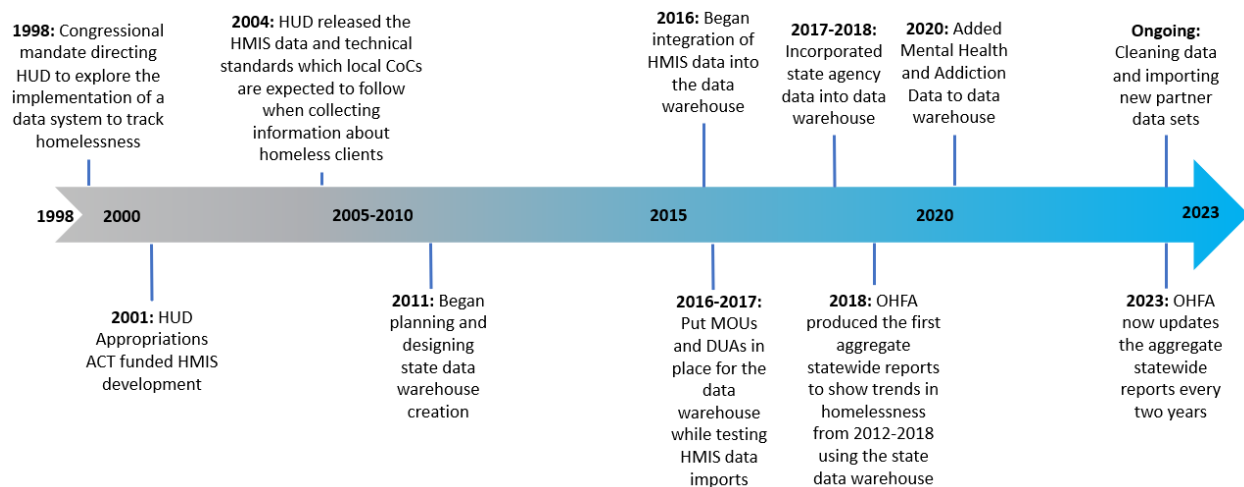 1998: Congressional
mandate directing
HUD to explore the
implementation of a
data system to track
homelessness
2004: HUD released the
HMIS data and technical
standards which local CoCs
are expected to follow
when collecting
information about
homeless clients
2016: Began
integration of
HMIS data into
the data
warehouse
2017-2018:
Incorporated
state agency
data into data
warehouse
2020: Added
Mental Health
and Addiction
Data to data
warehouse
Ongoing:
Cleaning data
and importing
new partner
data sets
1998
2000
2005-2010
2015
2020
2023
2001: HUD
Appropriations
ACT funded HMIS
development
2011: Began
planning and
designing
state data
warehouse
creation
2016-2017:
Put MOUs
and DUAs in
place for the
data
warehouse
while testing
HMIS data
imports
2018: OHFA
produced the first
aggregate
statewide reports
to show trends in
homelessness
from 2012-2018
using the state
data warehouse
2023: OHFA
now updates
the aggregate
statewide
reports every
two years